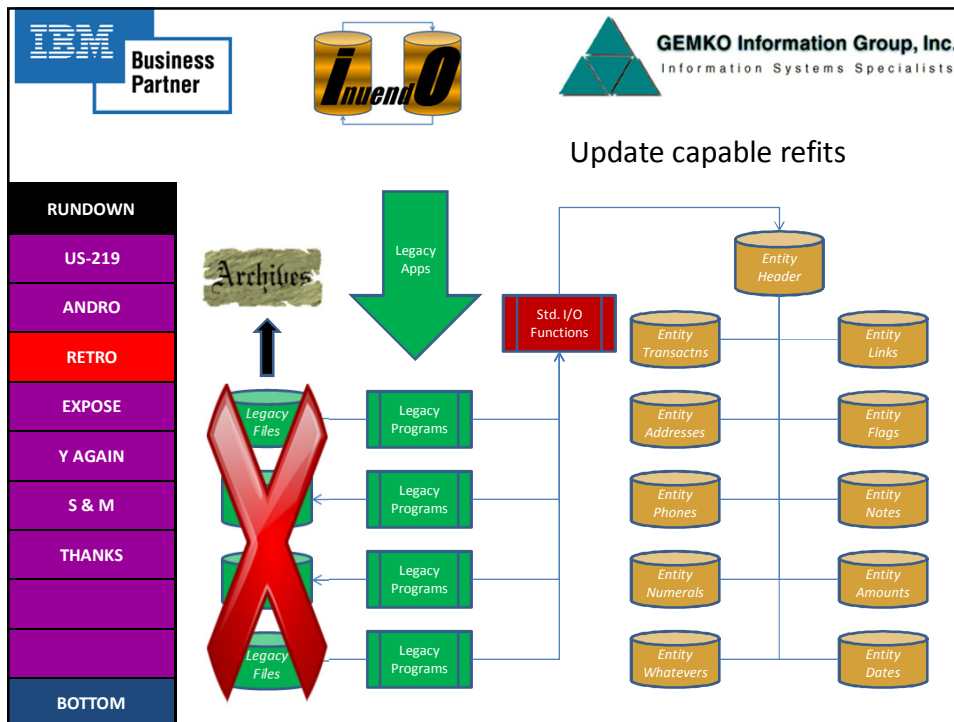 IBM
Business
Partner
InuendO
GEMKO Information Group, Inc.
Information Systems Specialists
Update capable refits
RUNDOWN
US-219
ANDRO
RETRO
EXPOSE
Y AGAIN
S & M
THANKS
BOTTOM
Archives
Legacy
Apps
Std. I/O
Functions
Entity
Header
Entity
Transactns
Entity
Links
Legacy
Files
Legacy
Programs
Entity
Addresses
Entity
Flags
Legacy
Programs
Entity
Phones
Entity
Notes
Legacy
Programs
Entity
Numerals
Entity
Amounts
Legacy
Files
Legacy
Programs
Entity
Whatevers
Entity
Dates